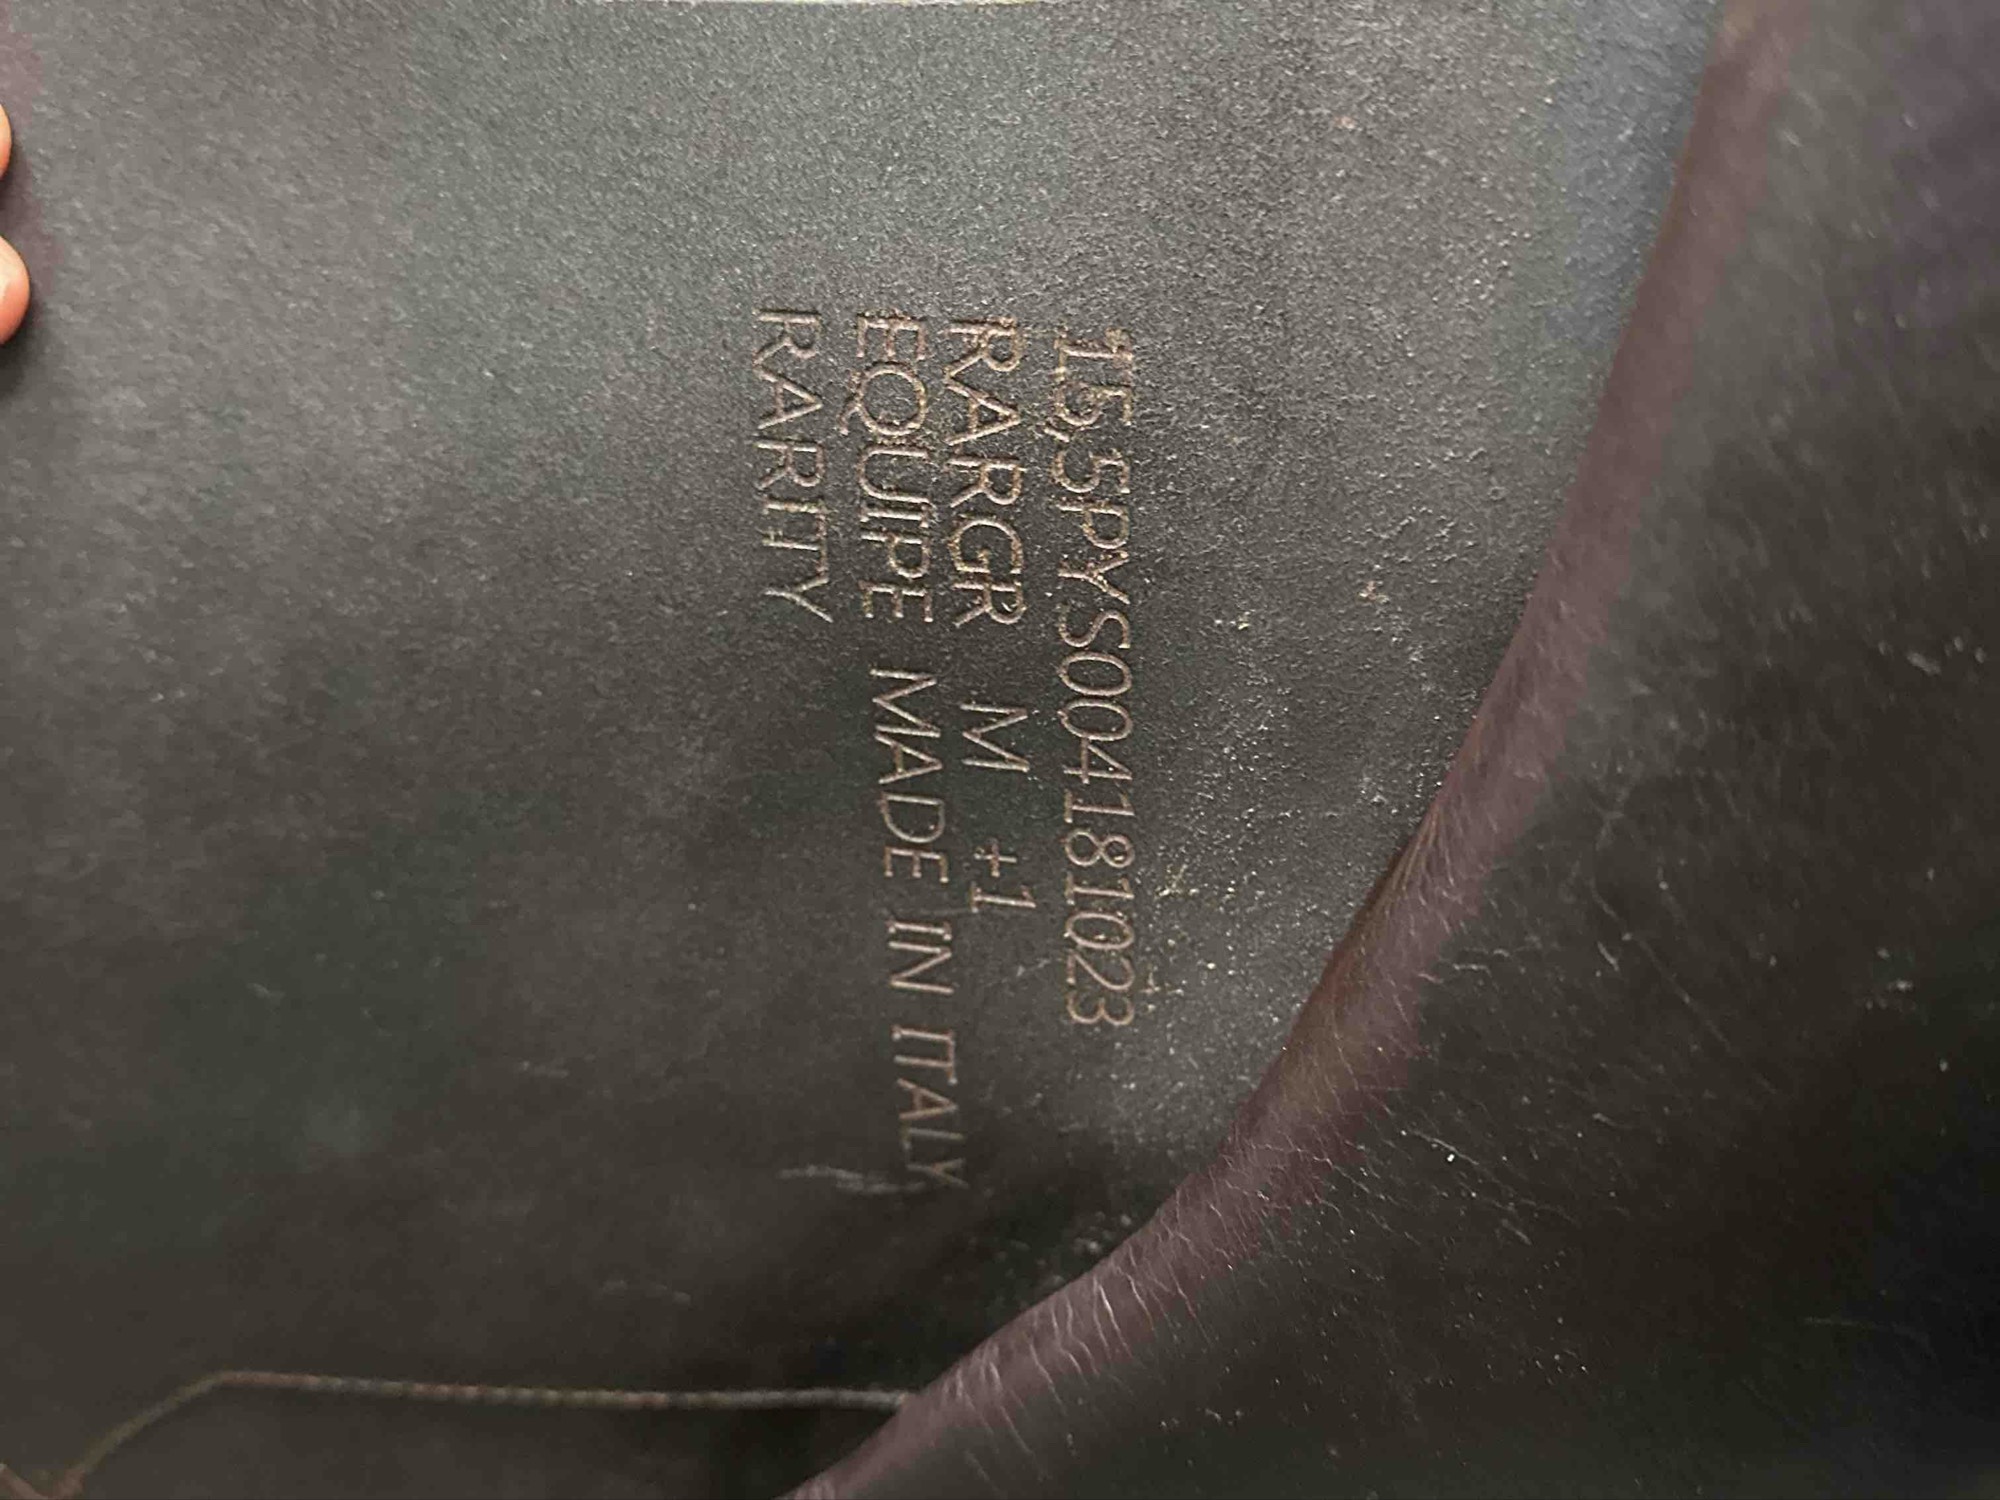 15,5PYS004181023
RARGR M +1
EQUIPE MADE IN ITALY
RARITY